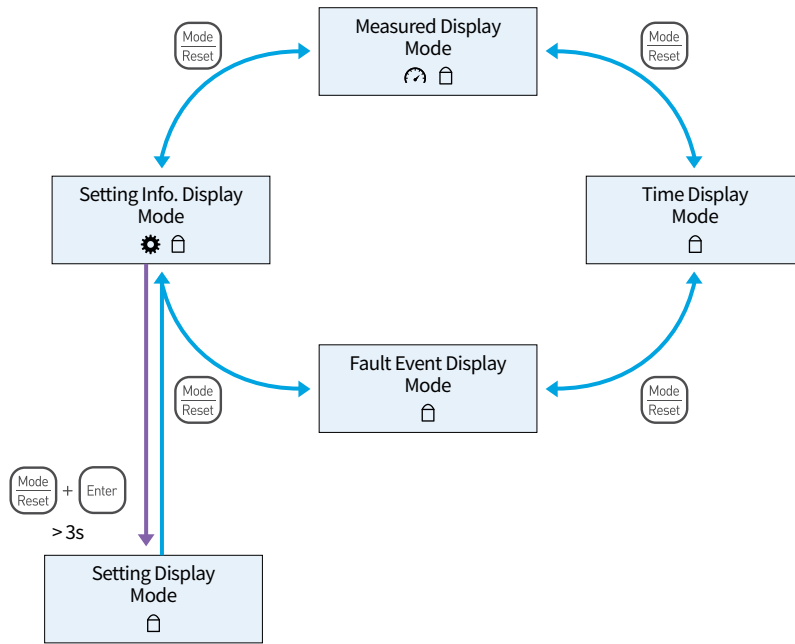 Measured Display
Mode
Mode
Reset
Mode
Reset
Setting Info. Display
Mode
Time Display
Mode
Fault Event Display
Mode
Mode
Reset
Mode
Reset
Mode
Reset
+
Enter
> 3s
Setting Display
Mode